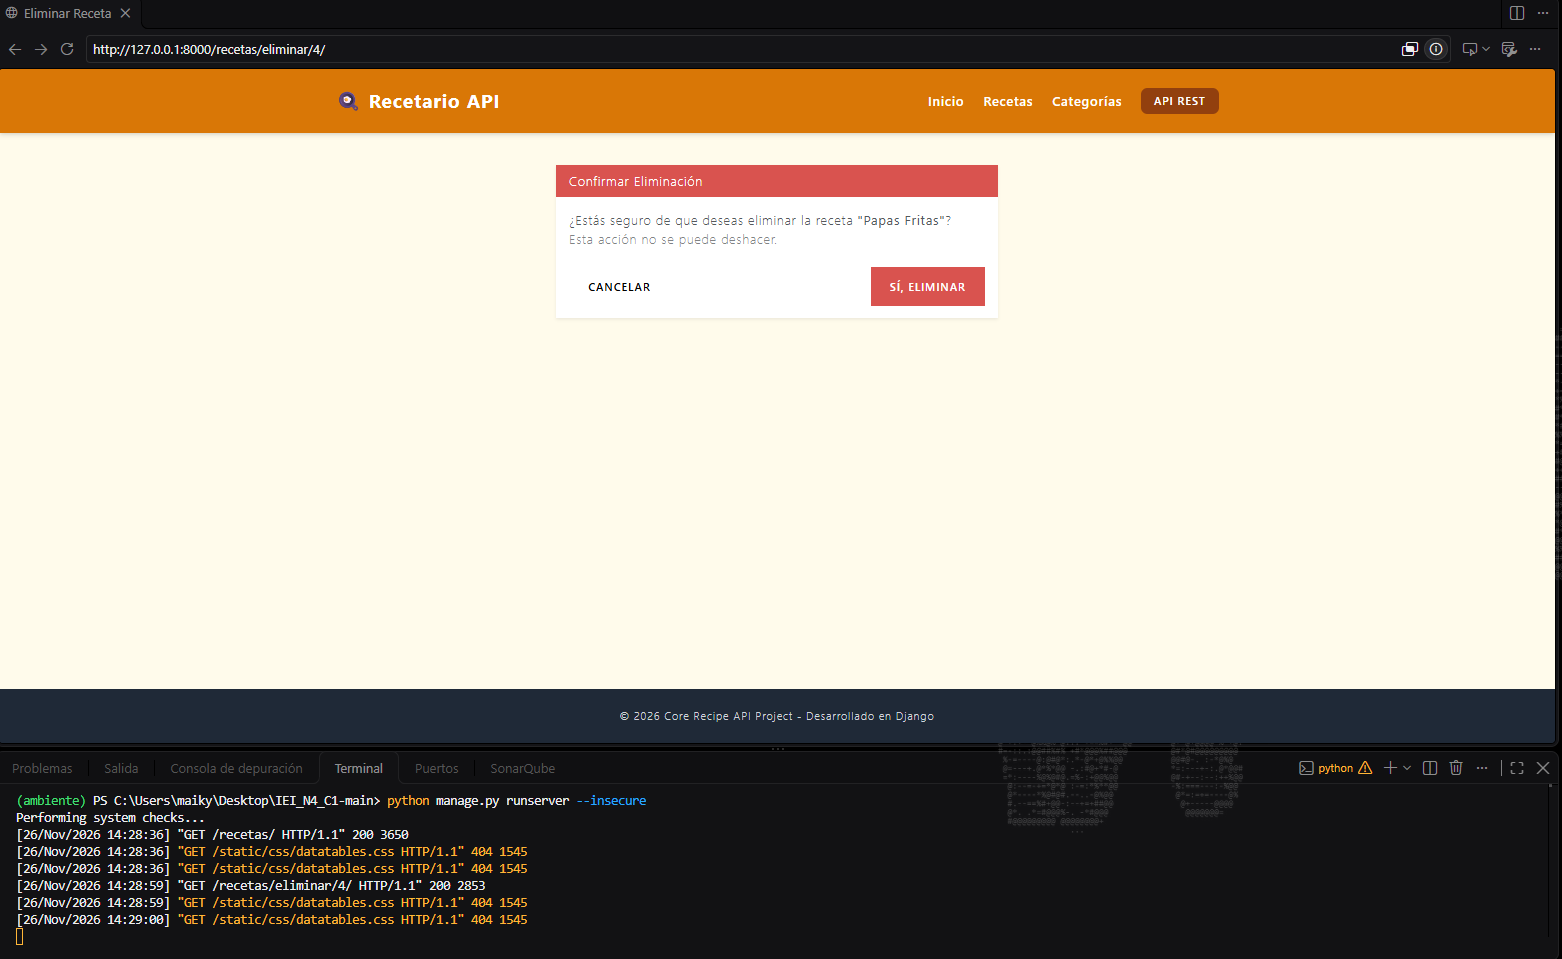 Eliminar Receta
http://127.0.0.1:8000/recetas/eliminar/4/
Recetario API
Inicio Recetas Categorías API REST
Confirmar Eliminación
¿Estás seguro de que deseas eliminar la receta "Papas Fritas"?
Esta acción no se puede deshacer.
CANCELAR SÍ, ELIMINAR
© 2026 Core Recipe API Project - Desarrollado en Django
Problemas Salida Consola de depuración Terminal Puertos SonarQube python
(ambiente) PS C:\Users\maiky\Desktop\IEI_N4_C1-main> python manage.py runserver --insecure
Performing system checks...
[26/Nov/2026 14:28:36] "GET /recetas/ HTTP/1.1" 200 3650
[26/Nov/2026 14:28:36] "GET /static/css/datatables.css HTTP/1.1" 404 1545
[26/Nov/2026 14:28:36] "GET /static/css/datatables.css HTTP/1.1" 404 1545
[26/Nov/2026 14:28:59] "GET /recetas/eliminar/4/ HTTP/1.1" 200 2853
[26/Nov/2026 14:28:59] "GET /static/css/datatables.css HTTP/1.1" 404 1545
[26/Nov/2026 14:29:00] "GET /static/css/datatables.css HTTP/1.1" 404 1545